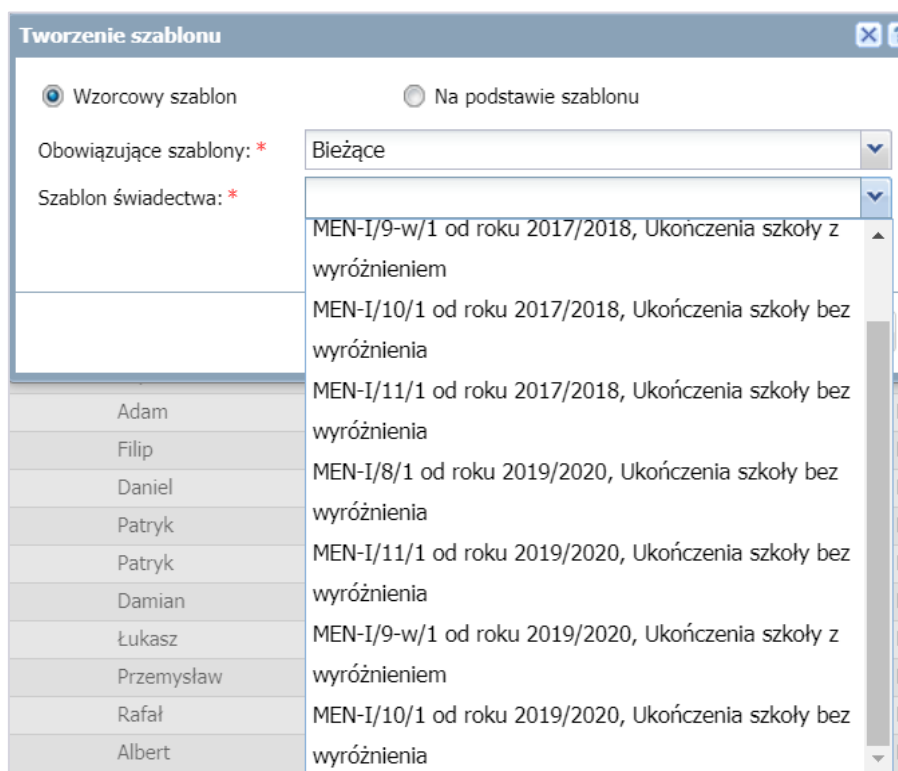 Tworzenie szablonu
Wzorcowy szablon
Na podstawie szablonu
Obowiązujące szablony: *
Bieżące
Szablon świadectwa: *
MEN-I/9-w/1 od roku 2017/2018, Ukończenia szkoły z
wyróżnieniem
MEN-I/10/1 od roku 2017/2018, Ukończenia szkoły bez
wyróżnienia
MEN-I/11/1 od roku 2017/2018, Ukończenia szkoły bez
wyróżnienia
MEN-I/8/1 od roku 2019/2020, Ukończenia szkoły bez
wyróżnienia
MEN-I/11/1 od roku 2019/2020, Ukończenia szkoły bez
wyróżnienia
MEN-I/9-w/1 od roku 2019/2020, Ukończenia szkoły z
wyróżnieniem
MEN-I/10/1 od roku 2019/2020, Ukończenia szkoły bez
wyróżnienia
Adam
Filip
Daniel
Patryk
Patryk
Damian
Łukasz
Przemysław
Rafał
Albert